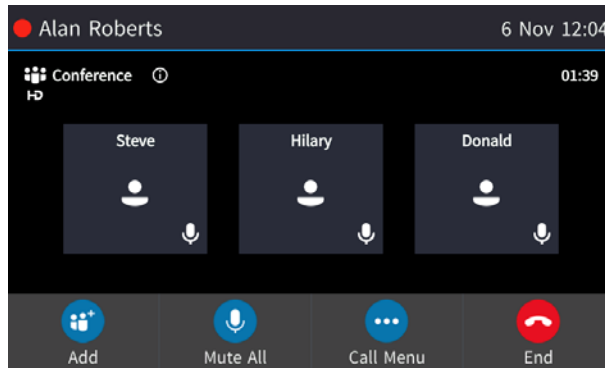 Alan Roberts 6 Nov 12:04
Conference 01:39
HD
Steve Hilary Donald
Add Mute All Call Menu End